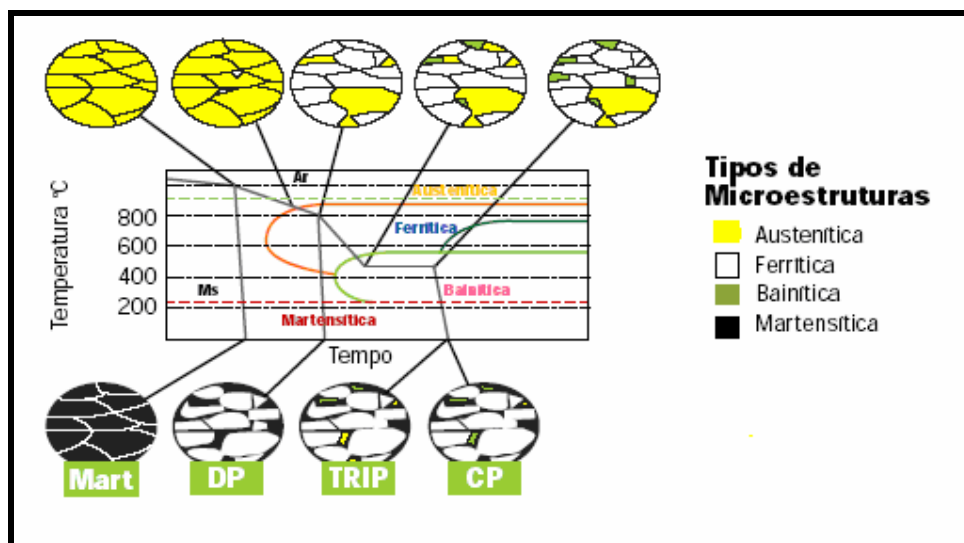 Ar
Austenítica
Temperatura ºC
800
Ferrítica
600
400
Ms
Bainítica
200
Martensítica
Tempo
Tipos de
Microestruturas
Austenítica
Ferrítica
Bainítica
Martensítica
Mart
DP
TRIP
CP